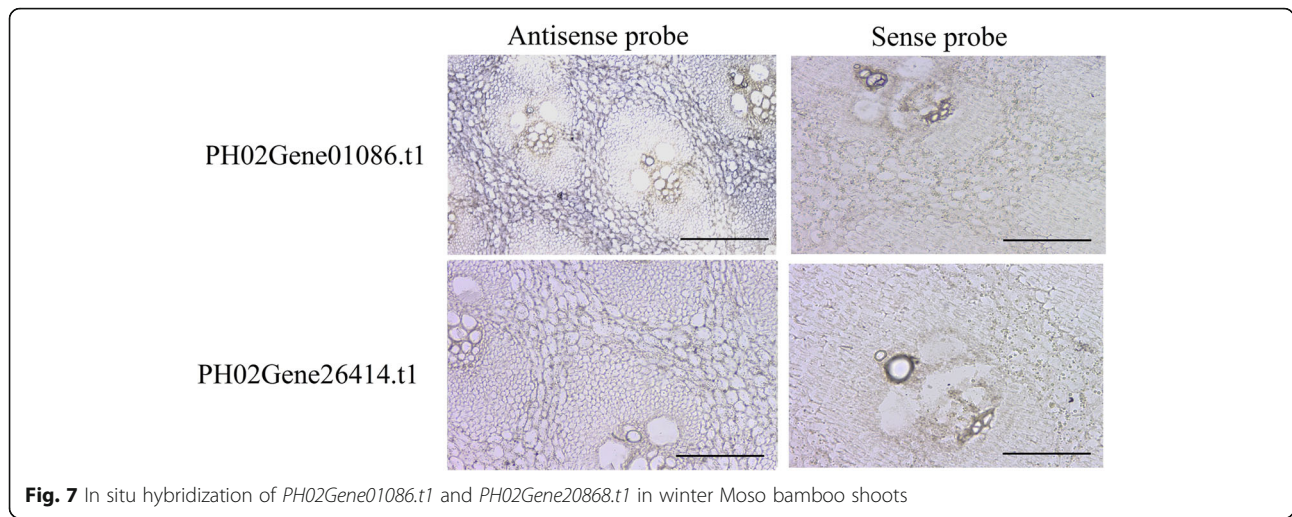 Antisense probe
Sense probe
PH02Gene01086.t1
PH02Gene26414.t1
Fig. 7 In situ hybridization of PH02Gene01086.t1 and PH02Gene20868.t1 in winter Moso bamboo shoots